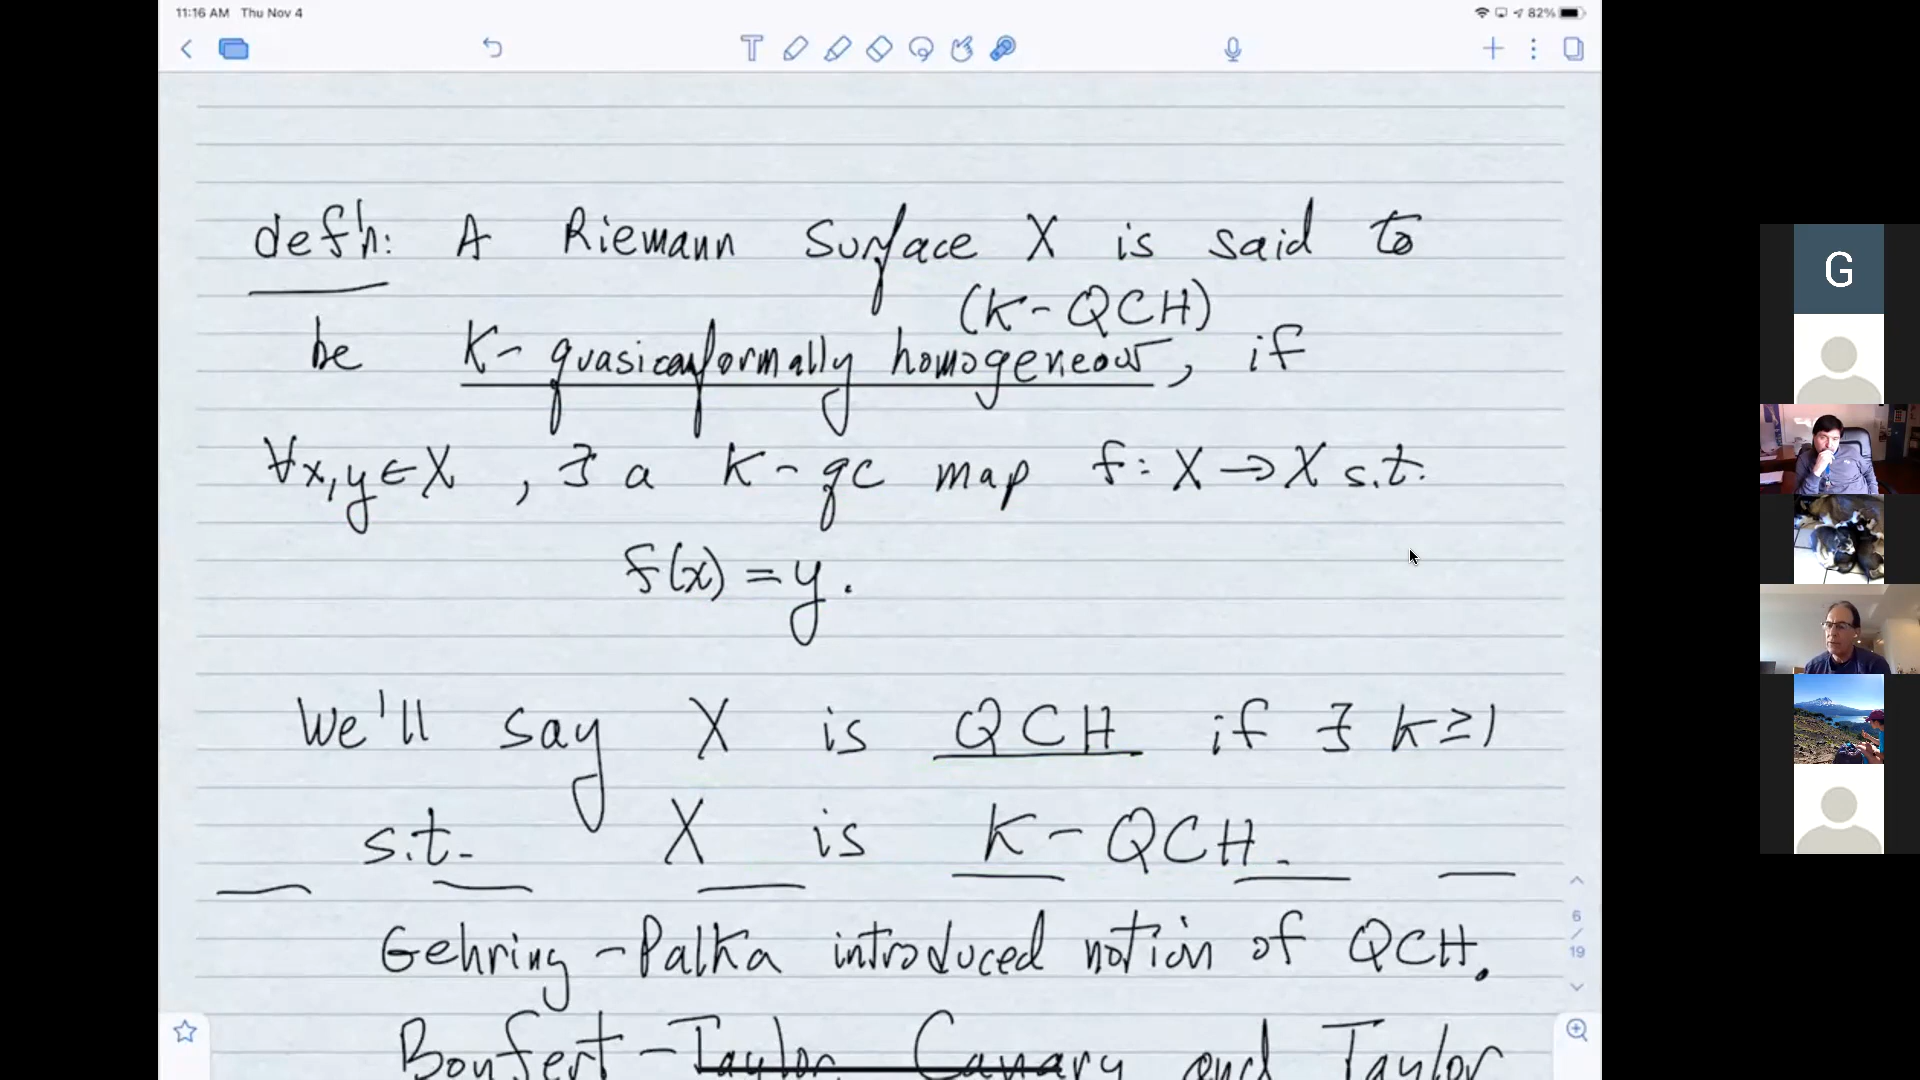 11:16 AM Thu Nov 4
82%
T
def'n: A Riemann Surface X is said to
(K-QCH)
be K-quasiconformally homogeneous, if
∀x,y∈X, ∃ a K-qc map f: X→X s.t.
f(x) = y.
We'll say X is QCH if ∃ K≥1
s.t. X is K-QCH.
Gehring-Palka introduced notion of QCH.
Bonfert-Taylor, Canary and Taylor
6
/
19
G